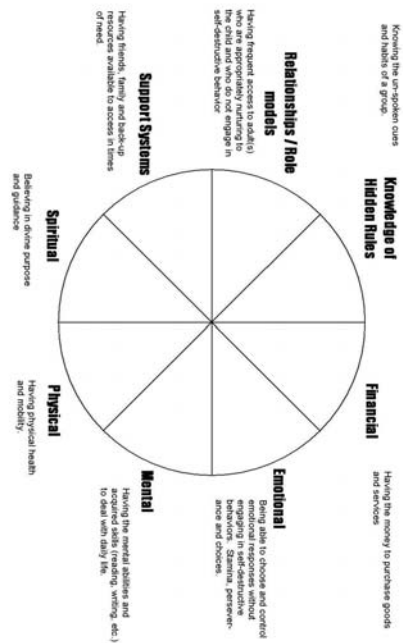 Financial
Having the money to purchase goods
and services
Emotional
Being able to choose and control
emotional responses without
engaging in self-destructive
behaviors. Stamina, persever-
ance and choices.
Mental
Having the mental abilities and
acquired skills (reading, writing, etc.)
to deal with daily life.
Physical
Having physical health
and mobility.
Spiritual
Believing in divine purpose
and guidance
Support Systems
Having friends, family and back-up
resources available to access in times
of need.
Relationships / Role
models
Having frequent access to adult(s)
who are appropriately nurturing to
the child and who do not engage in
self-destructive behavior
Knowledge of
Hidden Rules
Knowing the un-spoken cues
and habits of a group.